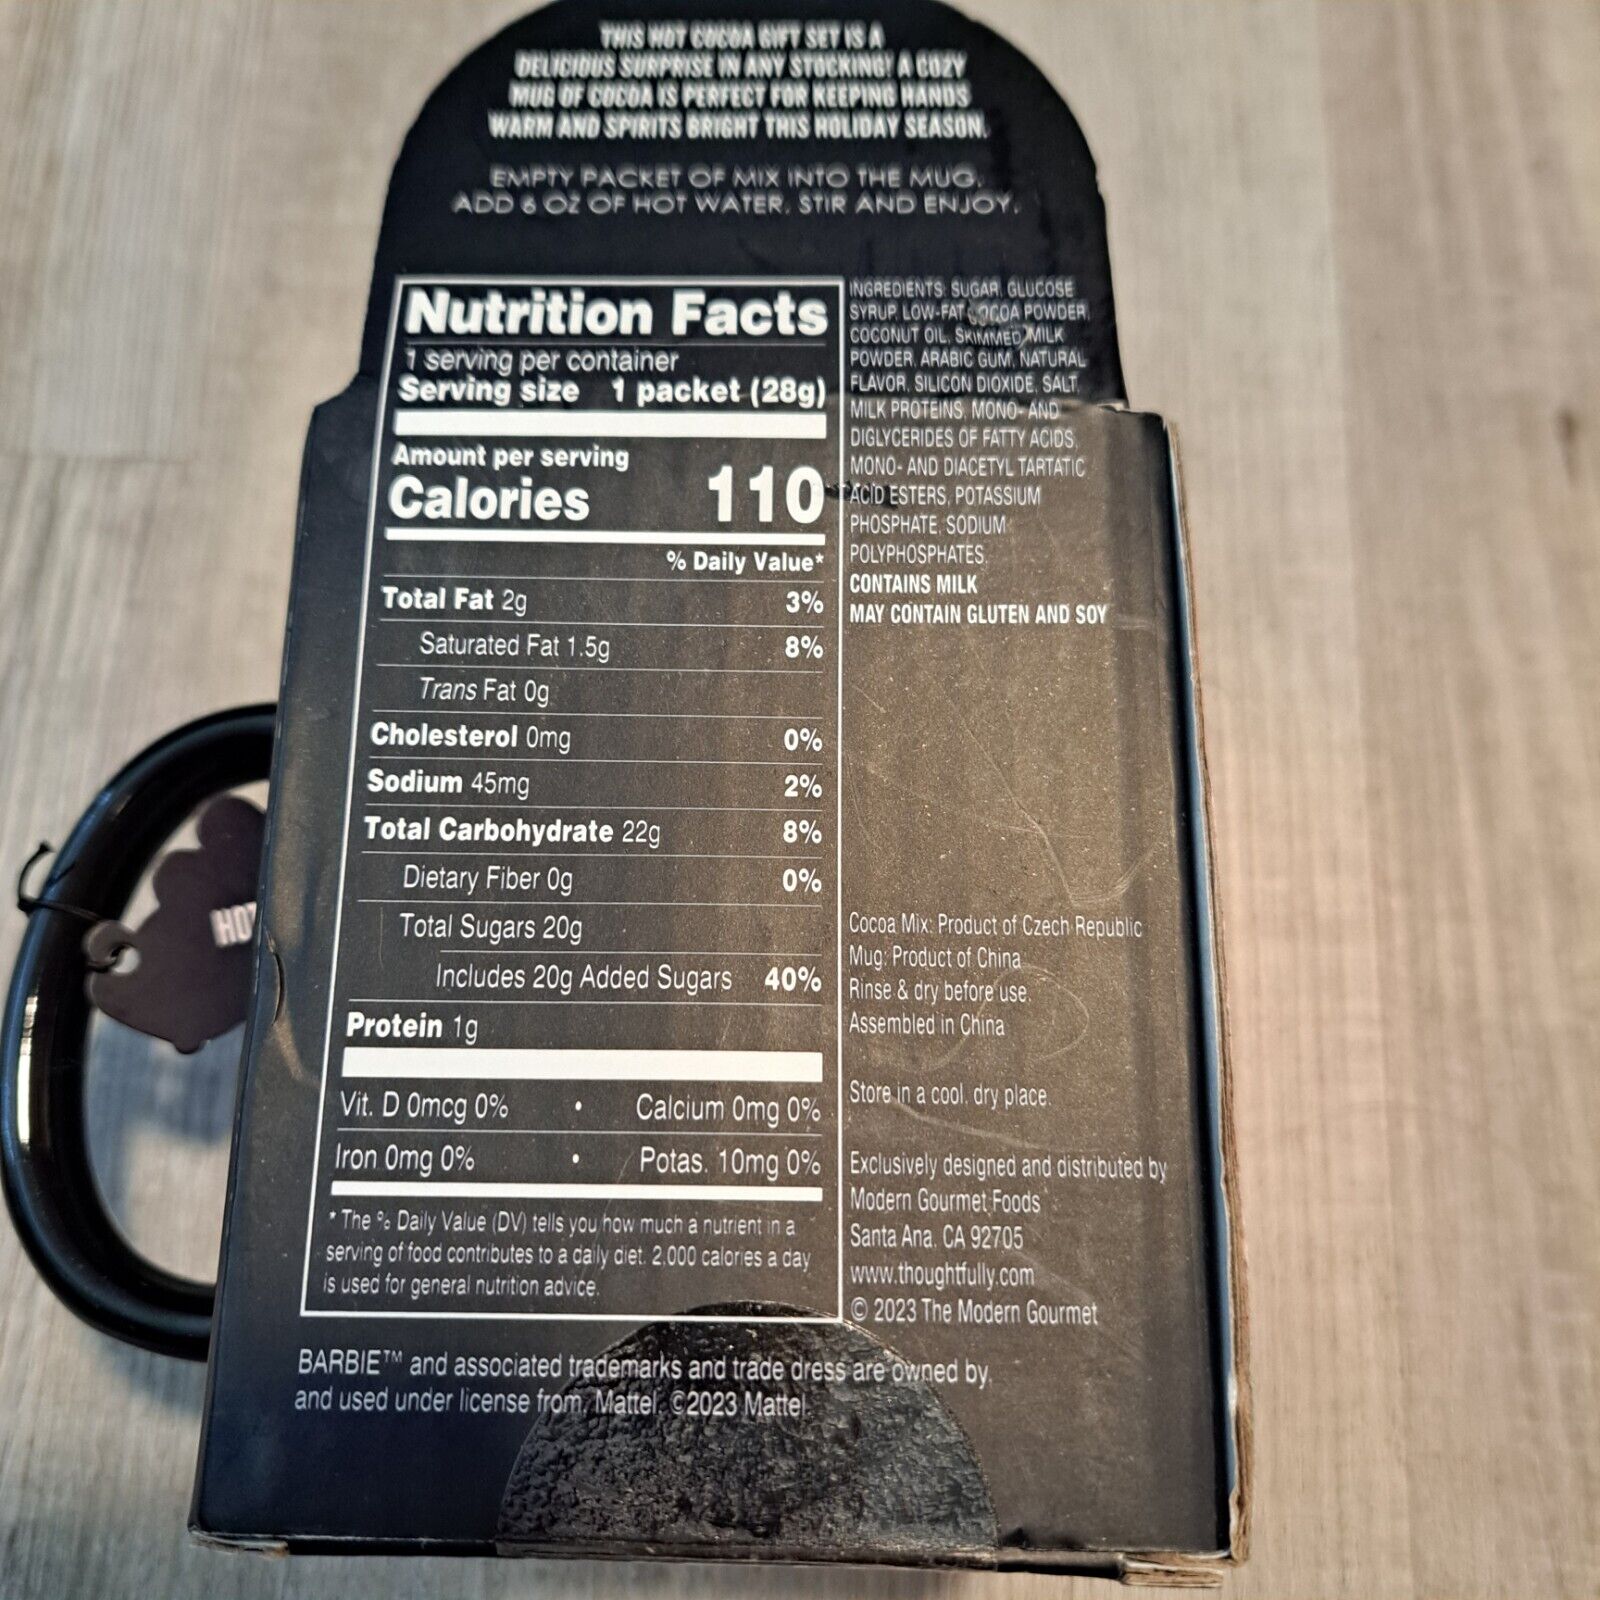 THIS HOT COCOA GIFT SET IS A
DELICIOUS SURPRISE IN ANY STOCKING! A COZY
MUG OF COCOA IS PERFECT FOR KEEPING HANDS
WARM AND SPIRITS BRIGHT THIS HOLIDAY SEASON.
EMPTY PACKET OF MIX INTO THE MUG.
ADD 6 OZ OF HOT WATER, STIR AND ENJOY.
Nutrition Facts
1 serving per container
Serving size 1 packet (28g)
Amount per serving
Calories 110
% Daily Value*
Total Fat 2g 3%
Saturated Fat 1.5g 8%
Trans Fat 0g
Cholesterol 0mg 0%
Sodium 45mg 2%
Total Carbohydrate 22g 8%
Dietary Fiber 0g 0%
Total Sugars 20g
Includes 20g Added Sugars 40%
Protein 1g
Vit. D 0mcg 0% • Calcium 0mg 0%
Iron 0mg 0% • Potas. 10mg 0%
* The % Daily Value (DV) tells you how much a nutrient in a
serving of food contributes to a daily diet. 2,000 calories a day
is used for general nutrition advice.
INGREDIENTS: SUGAR, GLUCOSE
SYRUP, LOW-FAT COCOA POWDER,
COCONUT OIL, SKIMMED MILK
POWDER, ARABIC GUM, NATURAL
FLAVOR, SILICON DIOXIDE, SALT,
MILK PROTEINS, MONO- AND
DIGLYCERIDES OF FATTY ACIDS,
MONO- AND DIACETYL TARTATIC
ACID ESTERS, POTASSIUM
PHOSPHATE, SODIUM
POLYPHOSPHATES.
CONTAINS MILK
MAY CONTAIN GLUTEN AND SOY
Cocoa Mix: Product of Czech Republic
Mug: Product of China
Rinse & dry before use.
Assembled in China
Store in a cool, dry place.
Exclusively designed and distributed by
Modern Gourmet Foods
Santa Ana, CA 92705
www.thoughtfully.com
© 2023 The Modern Gourmet
BARBIE™ and associated trademarks and trade dress are owned by,
and used under license from, Mattel. ©2023 Mattel.
HOT